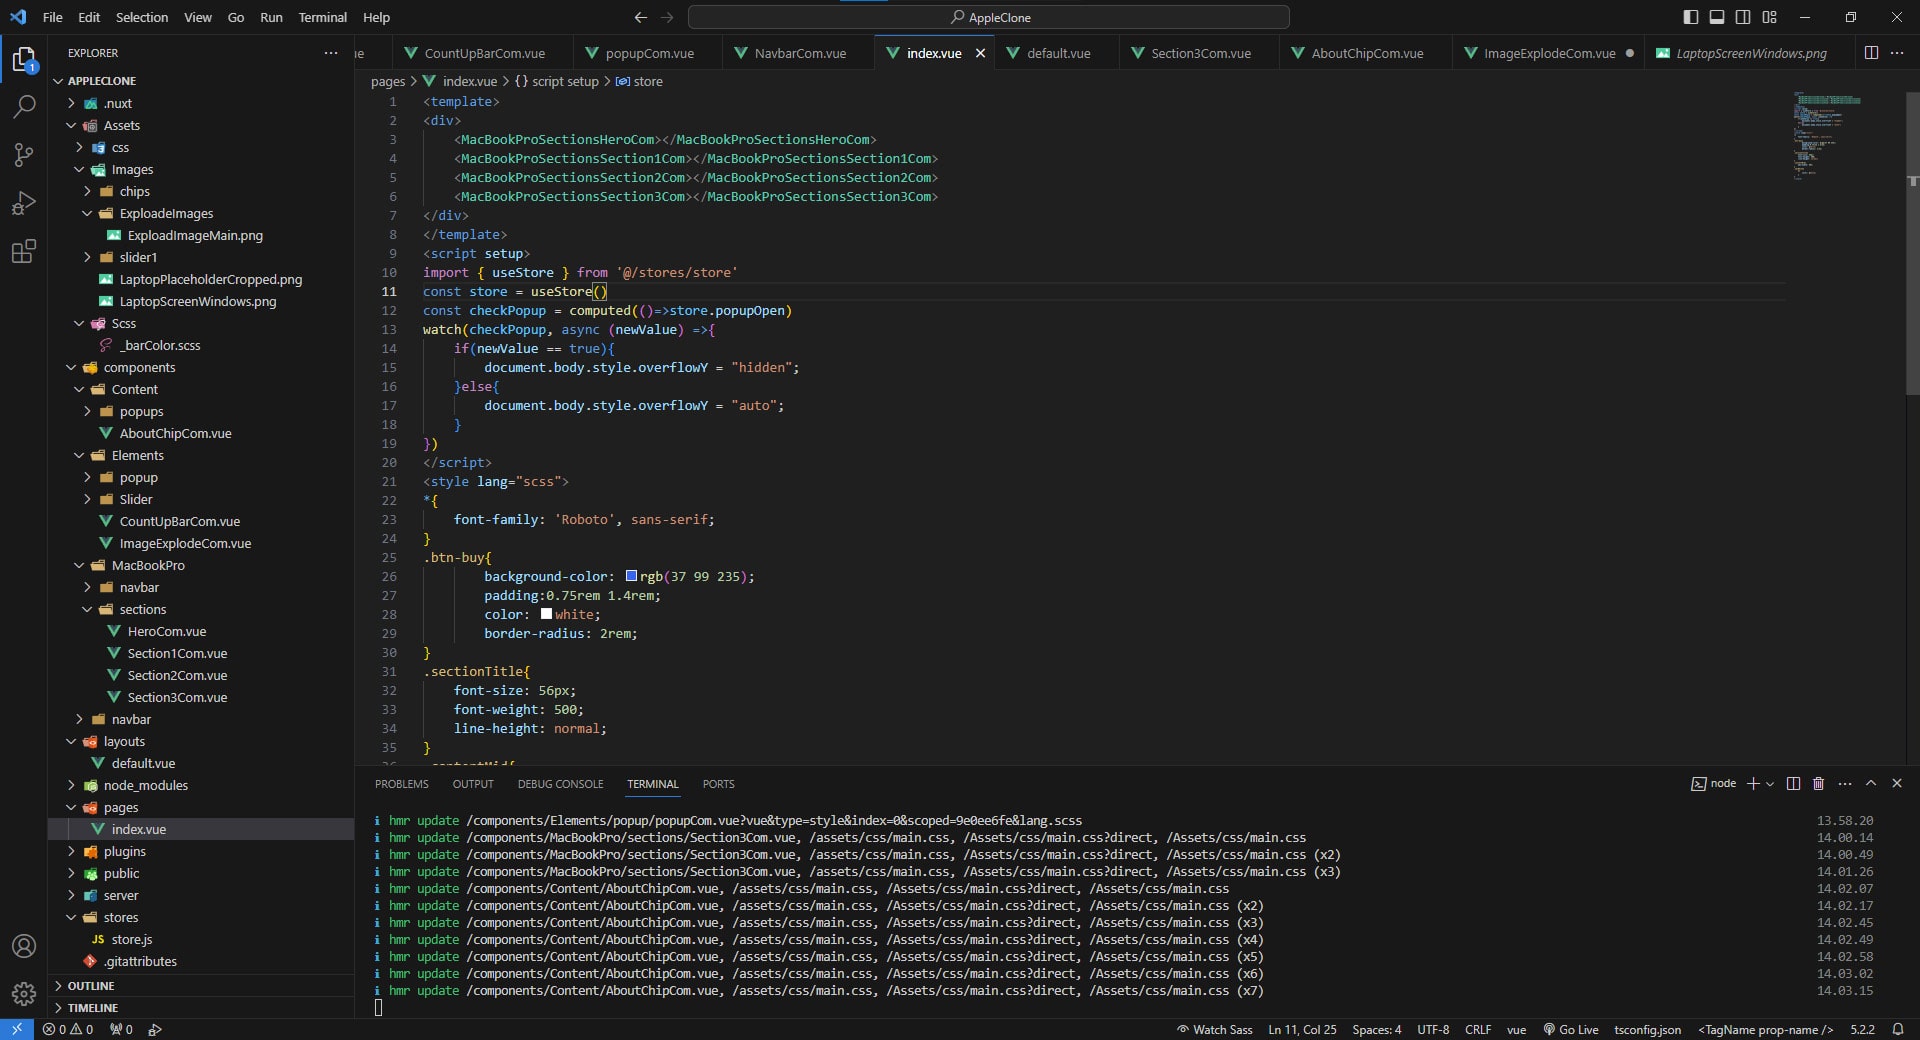 File Edit Selection View Go Run Terminal Help
AppleClone
EXPLORER
APPLECLONE
.nuxt
Assets
css
Images
chips
ExploadeImages
ExploadImageMain.png
slider1
LaptopPlaceholderCropped.png
LaptopScreenWindows.png
Scss
_barColor.scss
components
Content
popups
AboutChipCom.vue
Elements
popup
Slider
CountUpBarCom.vue
ImageExplodeCom.vue
MacBookPro
navbar
sections
HeroCom.vue
Section1Com.vue
Section2Com.vue
Section3Com.vue
navbar
layouts
default.vue
node_modules
pages
index.vue
plugins
public
server
stores
JS store.js
.gitattributes
OUTLINE
TIMELINE
1
ue CountUpBarCom.vue popupCom.vue NavbarCom.vue index.vue default.vue Section3Com.vue AboutChipCom.vue ImageExplodeCom.vue LaptopScreenWindows.png
pages > index.vue > {} script setup > store
1 <template>
2 <div>
3 <MacBookProSectionsHeroCom></MacBookProSectionsHeroCom>
4 <MacBookProSectionsSection1Com></MacBookProSectionsSection1Com>
5 <MacBookProSectionsSection2Com></MacBookProSectionsSection2Com>
6 <MacBookProSectionsSection3Com></MacBookProSectionsSection3Com>
7 </div>
8 </template>
9 <script setup>
10 import { useStore } from '@/stores/store'
11 const store = useStore()
12 const checkPopup = computed(()=>store.popupOpen)
13 watch(checkPopup, async (newValue) =>{
14 if(newValue == true){
15 document.body.style.overflowY = "hidden";
16 }else{
17 document.body.style.overflowY = "auto";
18 }
19 })
20 </script>
21 <style lang="scss">
22 *{
23 font-family: 'Roboto', sans-serif;
24 }
25 .btn-buy{
26 background-color: rgb(37 99 235);
27 padding:0.75rem 1.4rem;
28 color: white;
29 border-radius: 2rem;
30 }
31 .sectionTitle{
32 font-size: 56px;
33 font-weight: 500;
34 line-height: normal;
35 }
PROBLEMS OUTPUT DEBUG CONSOLE TERMINAL PORTS node
i hmr update /components/Elements/popup/popupCom.vue?vue&type=style&index=0&scoped=9e0ee6fe&lang.scss 13.58.20
i hmr update /components/MacBookPro/sections/Section3Com.vue, /assets/css/main.css, /Assets/css/main.css?direct, /Assets/css/main.css 14.00.14
i hmr update /components/MacBookPro/sections/Section3Com.vue, /assets/css/main.css, /Assets/css/main.css?direct, /Assets/css/main.css (x2) 14.00.49
i hmr update /components/MacBookPro/sections/Section3Com.vue, /assets/css/main.css, /Assets/css/main.css?direct, /Assets/css/main.css (x3) 14.01.26
i hmr update /components/Content/AboutChipCom.vue, /assets/css/main.css, /Assets/css/main.css?direct, /Assets/css/main.css 14.02.07
i hmr update /components/Content/AboutChipCom.vue, /assets/css/main.css, /Assets/css/main.css?direct, /Assets/css/main.css (x2) 14.02.17
i hmr update /components/Content/AboutChipCom.vue, /assets/css/main.css, /Assets/css/main.css?direct, /Assets/css/main.css (x3) 14.02.45
i hmr update /components/Content/AboutChipCom.vue, /assets/css/main.css, /Assets/css/main.css?direct, /Assets/css/main.css (x4) 14.02.49
i hmr update /components/Content/AboutChipCom.vue, /assets/css/main.css, /Assets/css/main.css?direct, /Assets/css/main.css (x5) 14.02.58
i hmr update /components/Content/AboutChipCom.vue, /assets/css/main.css, /Assets/css/main.css?direct, /Assets/css/main.css (x6) 14.03.02
i hmr update /components/Content/AboutChipCom.vue, /assets/css/main.css, /Assets/css/main.css?direct, /Assets/css/main.css (x7) 14.03.15
0 0 0 Watch Sass Ln 11, Col 25 Spaces: 4 UTF-8 CRLF vue Go Live tsconfig.json <TagName prop-name /> 5.2.2